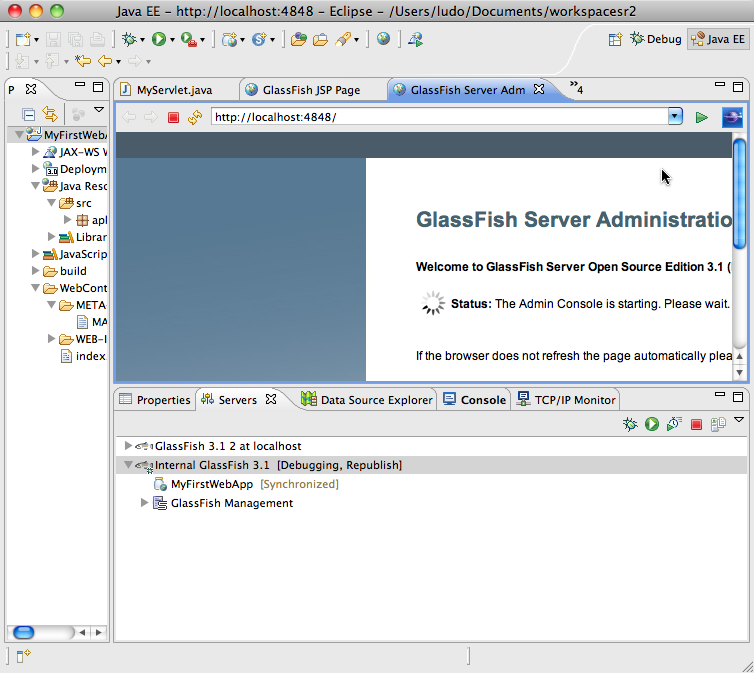 Java EE - http://localhost:4848 - Eclipse - /Users/ludo/Documents/workspacesr2
Debug
Java EE
P
MyServlet.java
GlassFish JSP Page
GlassFish Server Adm
»4
http://localhost:4848/
MyFirstWebA
JAX-WS W
3.0 Deploym
Java Resc
src
apl
Librar
JavaScrip
build
WebCont
META
MA
WEB-I
index
GlassFish Server Administratio
Welcome to GlassFish Server Open Source Edition 3.1 (
Status: The Admin Console is starting. Please wait.
If the browser does not refresh the page automatically plea
Properties
Servers
Data Source Explorer
Console
TCP/IP Monitor
GlassFish 3.1 2 at localhost
Internal GlassFish 3.1 [Debugging, Republish]
MyFirstWebApp [Synchronized]
GlassFish Management